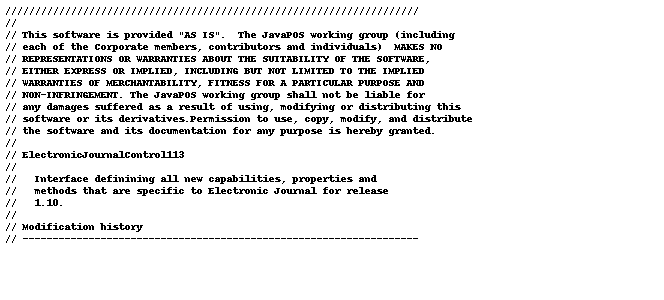 //////////////////////////////////////////////////////////////////////
//
// This software is provided "AS IS".  The JavaPOS working group (including
// each of the Corporate members, contributors and individuals)  MAKES NO
// REPRESENTATIONS OR WARRANTIES ABOUT THE SUITABILITY OF THE SOFTWARE,
// EITHER EXPRESS OR IMPLIED, INCLUDING BUT NOT LIMITED TO THE IMPLIED
// WARRANTIES OF MERCHANTABILITY, FITNESS FOR A PARTICULAR PURPOSE AND
// NON-INFRINGEMENT. The JavaPOS working group shall not be liable for
// any damages suffered as a result of using, modifying or distributing this
// software or its derivatives.Permission to use, copy, modify, and distribute
// the software and its documentation for any purpose is hereby granted.
//
// ElectronicJournalControl113
//
//   Interface definining all new capabilities, properties and
//   methods that are specific to Electronic Journal for release
//   1.10.
//
// Modification history
// ------------------------------------------------------------------